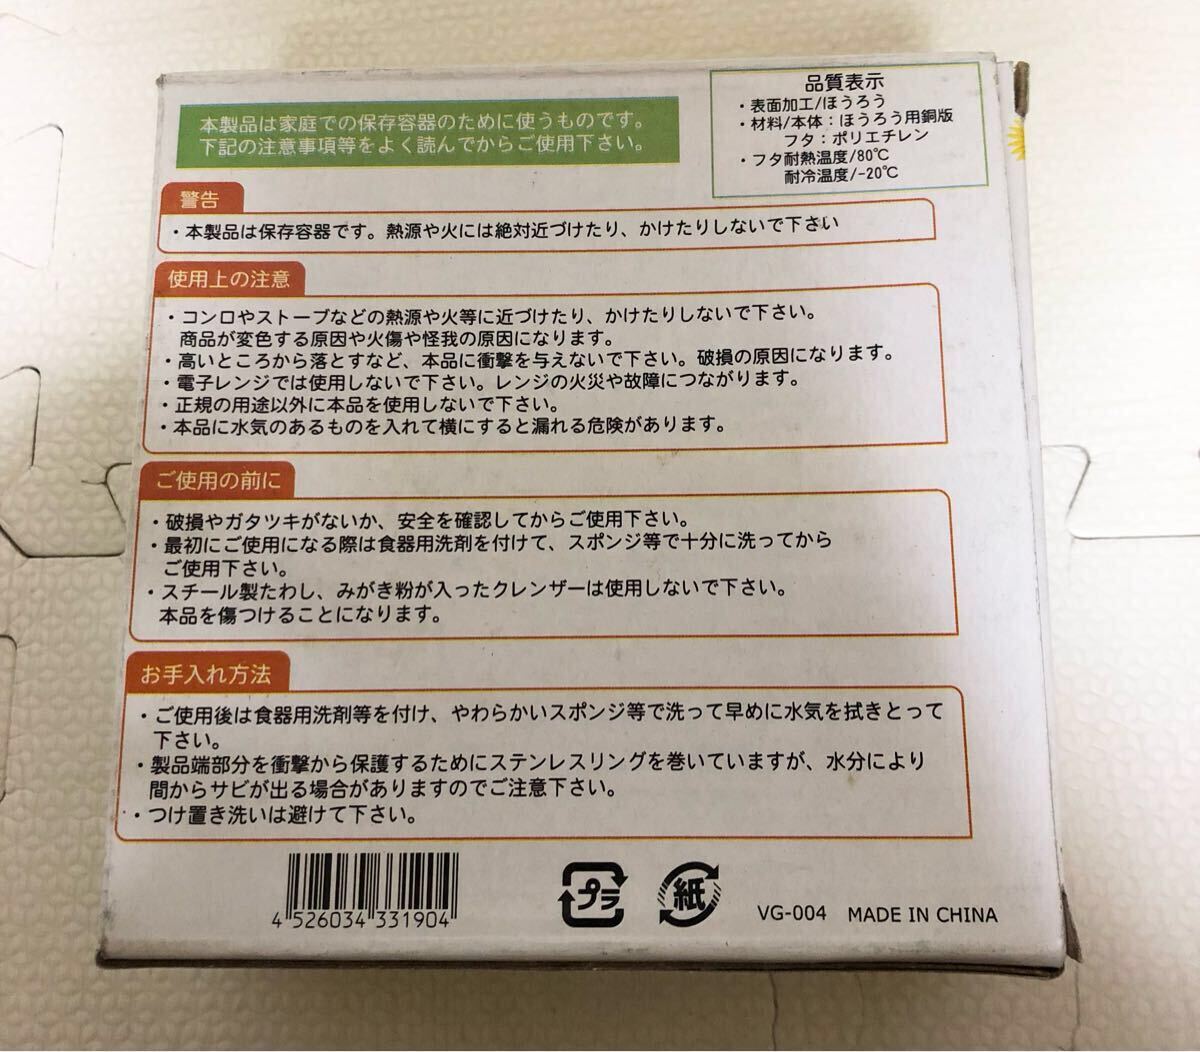 本製品は家庭での保存容器のために使うものです。
下記の注意事項等をよく読んでからご使用下さい。
品質表示
・表面加工/ほうろう
・材料/本体：ほうろう用銅版
フタ：ポリエチレン
・フタ耐熱温度/80℃
耐冷温度/-20℃
警告
・本製品は保存容器です。熱源や火には絶対近づけたり、かけたりしないで下さい
使用上の注意
・コンロやストーブなどの熱源や火等に近づけたり、かけたりしないで下さい。
商品が変色する原因や火傷や怪我の原因になります。
・高いところから落とすなど、本品に衝撃を与えないで下さい。破損の原因になります。
・電子レンジでは使用しないで下さい。レンジの火災や故障につながります。
・正規の用途以外に本品を使用しないで下さい。
・本品に水気のあるものを入れて横にすると漏れる危険があります。
ご使用の前に
・破損やガタツキがないか、安全を確認してからご使用下さい。
・最初にご使用になる際は食器用洗剤を付けて、スポンジ等で十分に洗ってから
ご使用下さい。
・スチール製たわし、みがき粉が入ったクレンザーは使用しないで下さい。
本品を傷つけることになります。
お手入れ方法
・ご使用後は食器用洗剤等を付け、やわらかいスポンジ等で洗って早めに水気を拭きとって
下さい。
・製品端部分を衝撃から保護するためにステンレスリングを巻いていますが、水分により
間からサビが出る場合がありますのでご注意下さい。
・つけ置き洗いは避けて下さい。
4 526034 331904
プラ
紙
VG-004 MADE IN CHINA